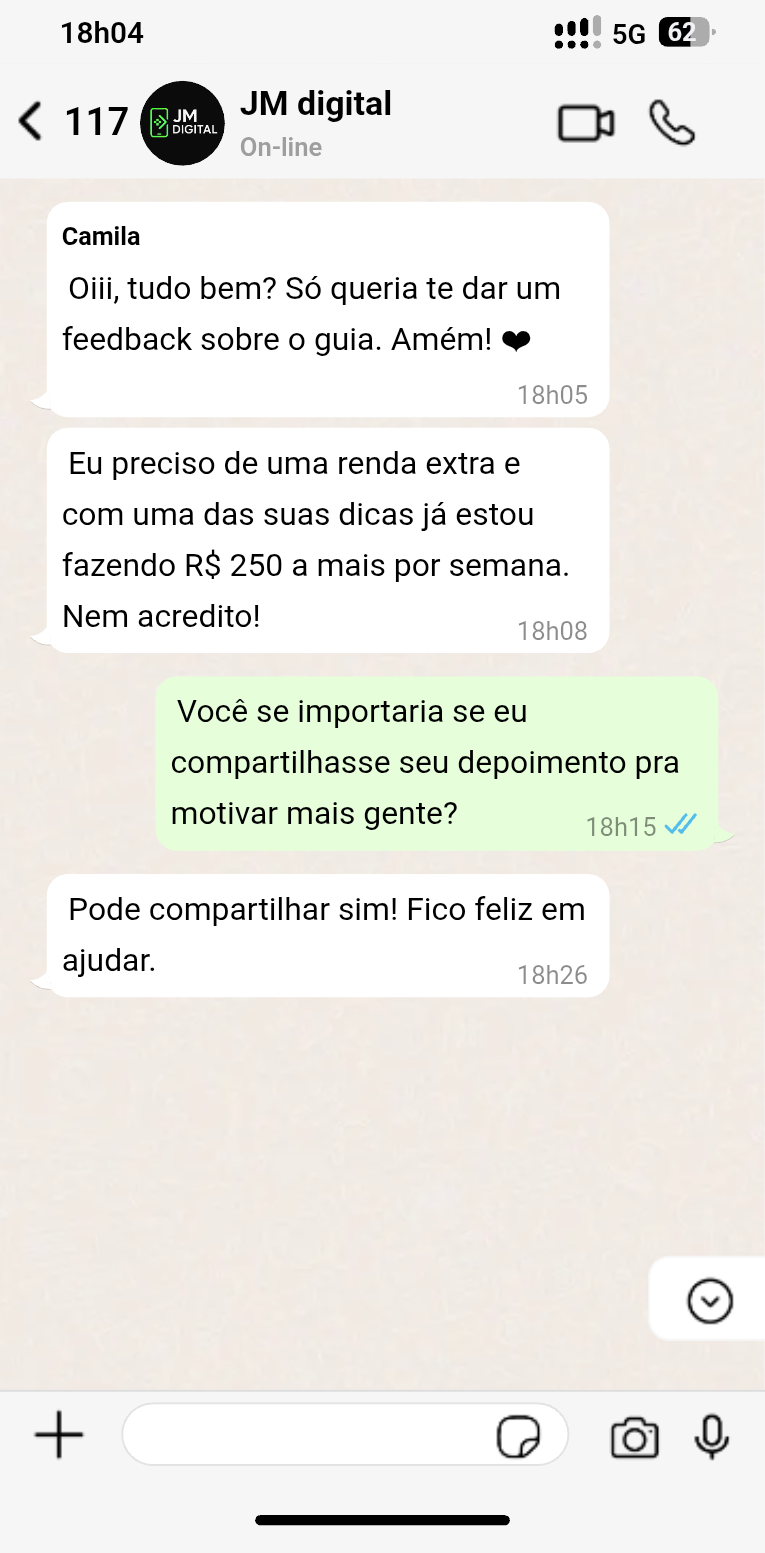 18h04
5G
62
117
JM
DIGITAL
JM digital
On-line
Camila
Oiii, tudo bem? Só queria te dar um
feedback sobre o guia. Amém! ❤
18h05
Eu preciso de uma renda extra e
com uma das suas dicas já estou
fazendo R$ 250 a mais por semana.
Nem acredito!
18h08
Você se importaria se eu
compartilhasse seu depoimento pra
motivar mais gente?
18h15
Pode compartilhar sim! Fico feliz em
ajudar.
18h26